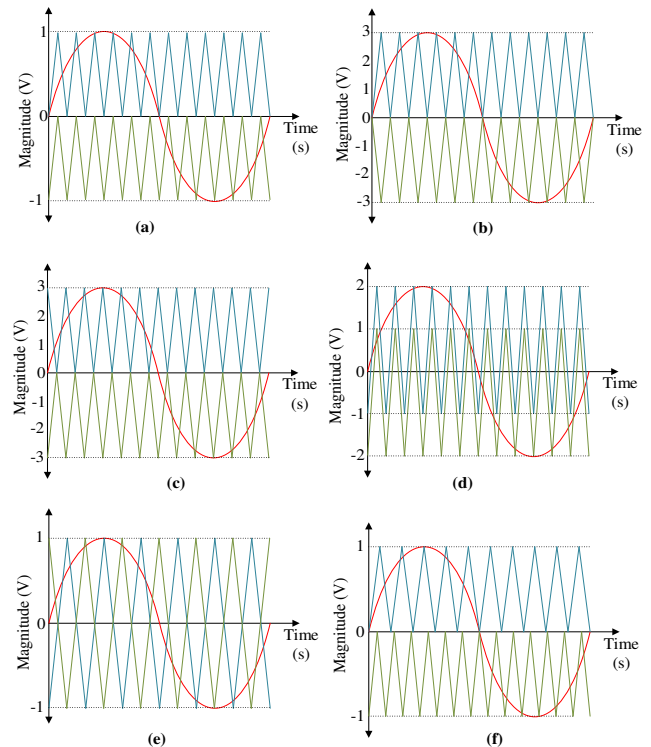 1
0
-1
Magnitude (V)
Time
(s)
(a)
3
2
1
0
-1
-2
-3
Magnitude (V)
Time
(s)
(b)
3
2
1
0
-1
-2
-3
Magnitude (V)
Time
(s)
(c)
2
1
0
-1
-2
Magnitude (V)
Time
(s)
(d)
1
0
-1
Magnitude (V)
Time
(s)
(e)
1
0
-1
Magnitude (V)
Time
(s)
(f)